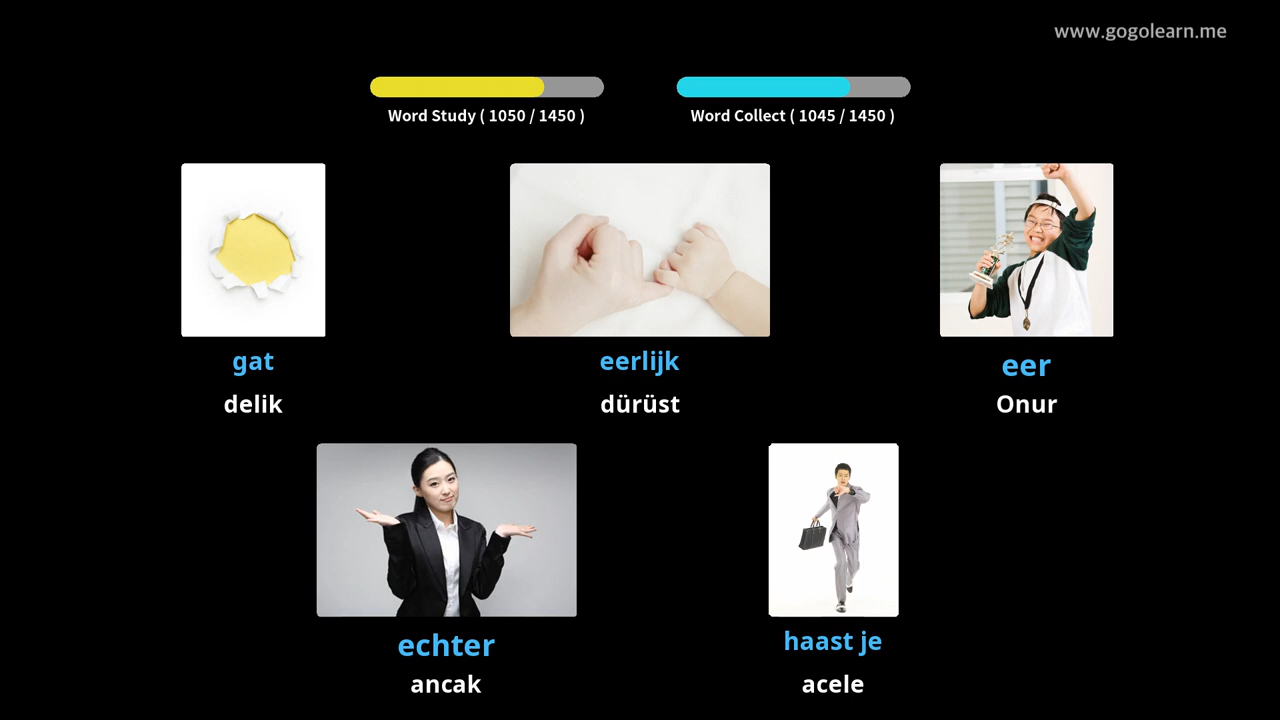 www.gogolearn.me
Word Study ( 1050 / 1450 )
Word Collect ( 1045 / 1450 )
gat
delik
eerlijk
dürüst
eer
Onur
echter
ancak
haast je
acele